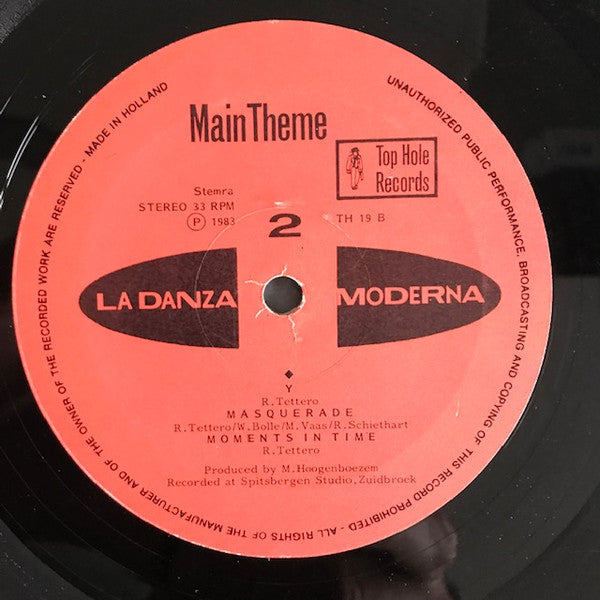 Main Theme
Top Hole
Records
Stemra
STEREO 33 RPM
Ⓟ 1983
TH 19 B
2
LA DANZA MODERNA
Y
R.Tettero
MASQUERADE
R.Tettero/W.Bolle/M.Vaas/R.Schiethart
MOMENTS IN TIME
R.Tettero
Produced by M.Hoogenboezem
Recorded at Spitsbergen Studio,Zuidbroek
ALL RIGHTS OF THE MANUFACTURER AND OF THE OWNER OF THE RECORDED WORK ARE RESERVED - MADE IN HOLLAND
UNAUTHORIZED PUBLIC PERFORMANCE, BROADCASTING AND COPYING OF THIS RECORD PROHIBITED -